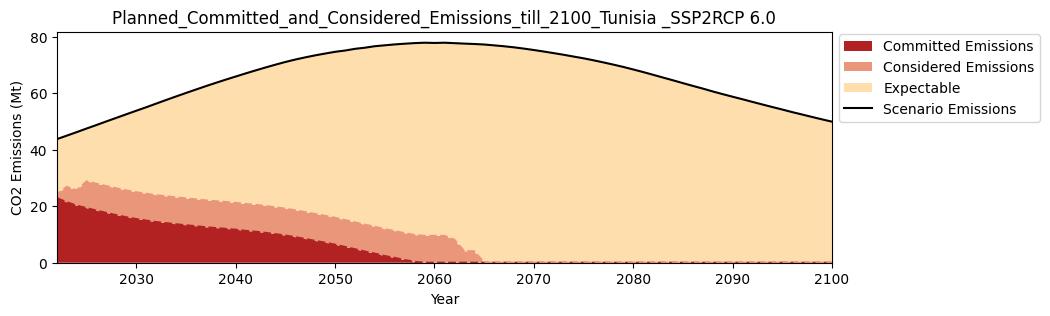 Planned_Committed_and_Considered_Emissions_till_2100_Tunisia _SSP2RCP 6.0
80
60
40
20
0
CO2 Emissions (Mt)
2030 2040 2050 2060 2070 2080 2090 2100
Year
Committed Emissions
Considered Emissions
Expectable
Scenario Emissions